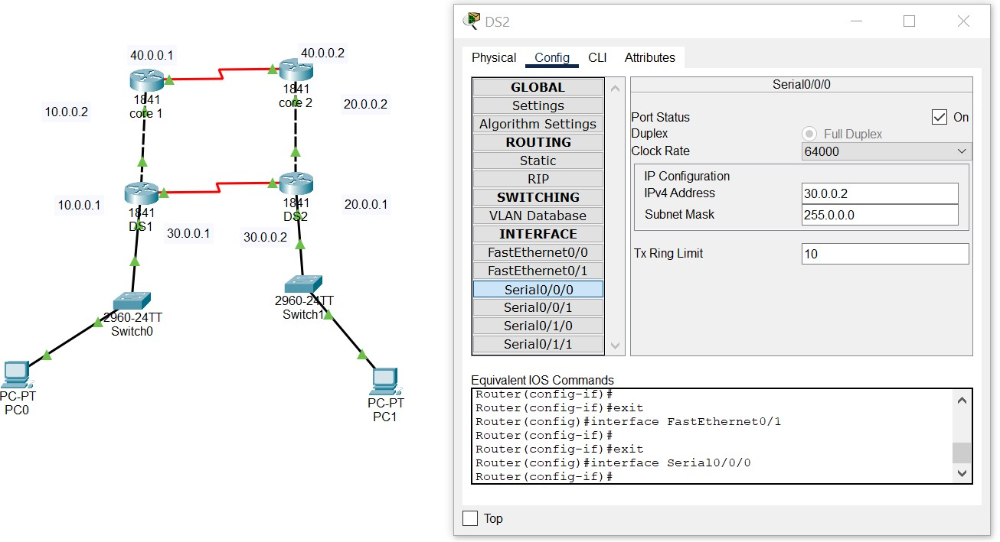 40.0.0.1
40.0.0.2
1841
core 1
1841
core 2
10.0.0.2
20.0.0.2
10.0.0.1
20.0.0.1
1841
DS1
1841
DS2
30.0.0.1
30.0.0.2
2960-24TT
Switch0
2960-24TT
Switch1
PC-PT
PC0
PC-PT
PC1
DS2
Physical Config CLI Attributes
GLOBAL
Settings
Algorithm Settings
ROUTING
Static
RIP
SWITCHING
VLAN Database
INTERFACE
FastEthernet0/0
FastEthernet0/1
Serial0/0/0
Serial0/0/1
Serial0/1/0
Serial0/1/1
Serial0/0/0
Port Status On
Duplex Full Duplex
Clock Rate 64000
IP Configuration
IPv4 Address 30.0.0.2
Subnet Mask 255.0.0.0
Tx Ring Limit 10
Equivalent IOS Commands
Router(config-if)#
Router(config-if)#exit
Router(config)#interface FastEthernet0/1
Router(config-if)#
Router(config-if)#exit
Router(config)#interface Serial0/0/0
Router(config-if)#
Top